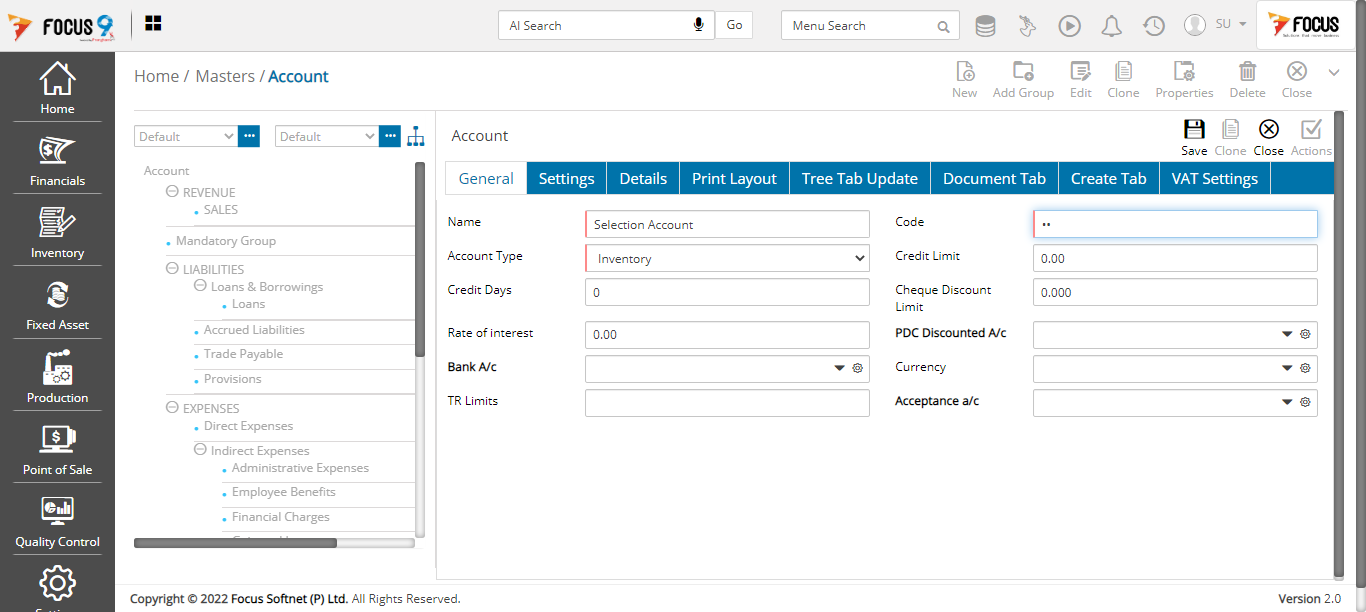 FOCUS 9
AI Search
Go
Menu Search
SU
FOCUS
Home / Masters / Account
New
Add Group
Edit
Clone
Properties
Delete
Close
Home
Financials
Inventory
Fixed Asset
Production
Point of Sale
Quality Control
Default
Default
Account
REVENUE
SALES
Mandatory Group
LIABILITIES
Loans & Borrowings
Loans
Accrued Liabilities
Trade Payable
Provisions
EXPENSES
Direct Expenses
Indirect Expenses
Administrative Expenses
Employee Benefits
Financial Charges
Account
Save
Clone
Close
Actions
General
Settings
Details
Print Layout
Tree Tab Update
Document Tab
Create Tab
VAT Settings
Name
Selection Account
Code
••
Account Type
Inventory
Credit Limit
0.00
Credit Days
0
Cheque Discount
Limit
0.000
Rate of interest
0.00
PDC Discounted A/c
Bank A/c
Currency
TR Limits
Acceptance a/c
Copyright © 2022 Focus Softnet (P) Ltd. All Rights Reserved.
Version 2.0